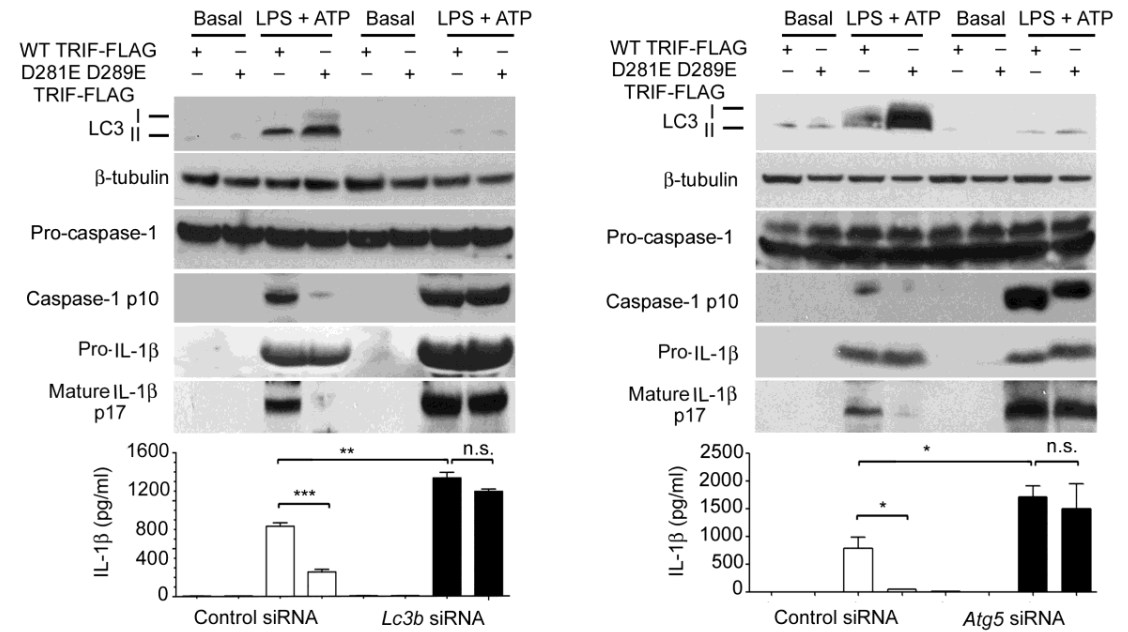 Basal LPS + ATP Basal LPS + ATP
WT TRIF-FLAG + – + – + – + –
D281E D289E – + – + – + – +
TRIF-FLAG
LC3 I
II
β-tubulin
Pro-caspase-1
Caspase-1 p10
Pro-IL-1β
Mature IL-1β
p17
IL-1β (pg/ml)
1600
1200
800
400
0
** n.s.
***
Control siRNA Lc3b siRNA
Basal LPS + ATP Basal LPS + ATP
WT TRIF-FLAG + – + – + – + –
D281E D289E – + – + – + – +
TRIF-FLAG
LC3 I
II
β-tubulin
Pro-caspase-1
Caspase-1 p10
Pro-IL-1β
Mature IL-1β
p17
IL-1β (pg/ml)
2500
2000
1500
1000
500
0
* n.s.
*
Control siRNA Atg5 siRNA